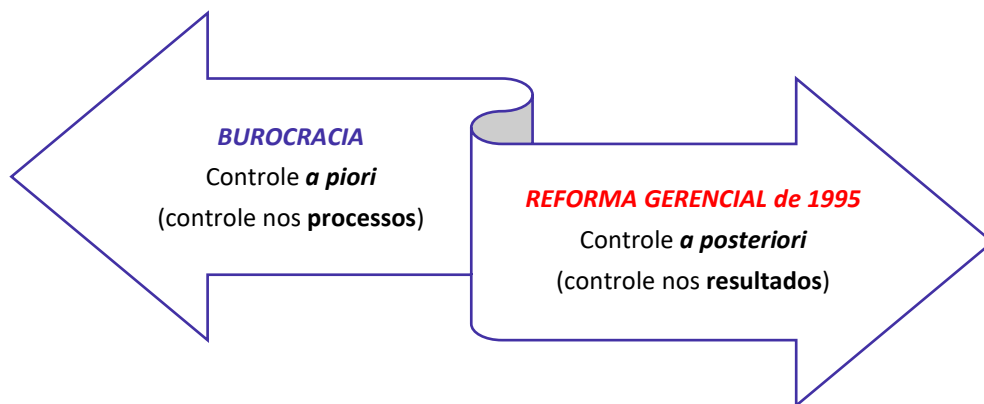 BUROCRACIA
Controle a piori
(controle nos processos)
REFORMA GERENCIAL de 1995
Controle a posteriori
(controle nos resultados)